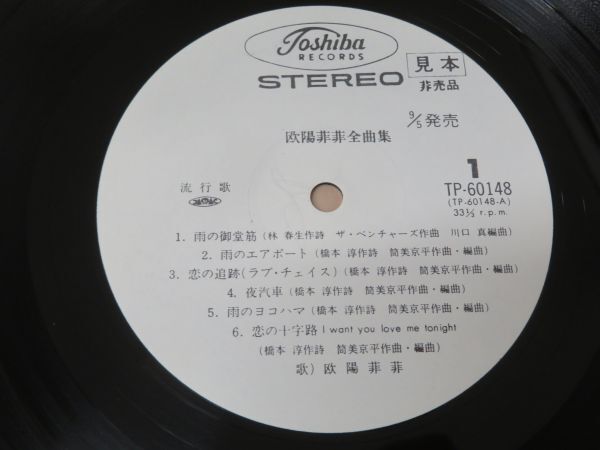 Toshiba
RECORDS
STEREO
見本
非売品
9/5発売
欧陽菲菲全曲集
流行歌
1
TP-60148
(TP-60148-A)
33⅓ r.p.m.
1. 雨の御堂筋(林 春生作詩 ザ・ベンチャーズ作曲 川口 真編曲)
2. 雨のエアポート(橋本 淳作詩 筒美京平作曲・編曲)
3. 恋の追跡(ラブ・チェイス)(橋本 淳作詩 筒美京平作曲・編曲)
4. 夜汽車(橋本 淳作詩 筒美京平作曲・編曲)
5. 雨のヨコハマ(橋本 淳作詩 筒美京平作曲・編曲)
6. 恋の十字路 I want you love me tonight
(橋本 淳作詩 筒美京平作曲・編曲)
歌) 欧陽菲菲